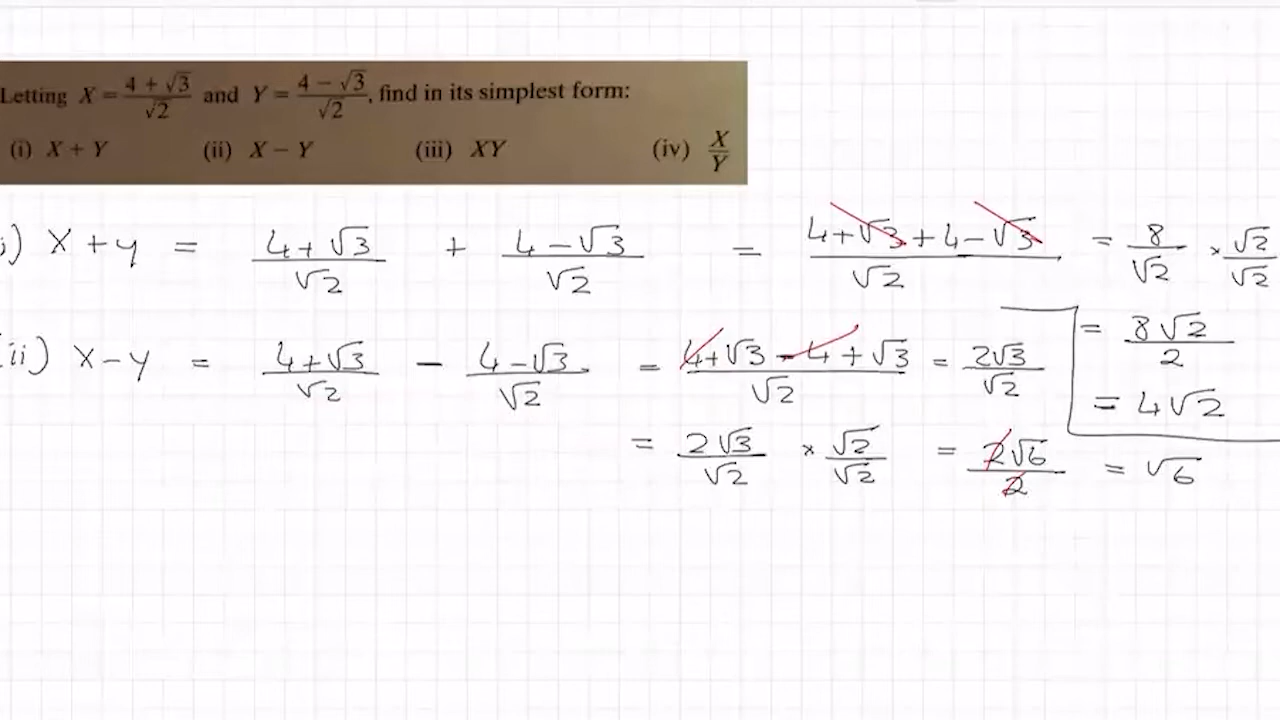 Letting X = (4 + √3)/√2 and Y = (4 − √3)/√2, find in its simplest form:
(i) X + Y (ii) X − Y (iii) XY (iv) X/Y
i) X + y = (4 + √3)/√2 + (4 − √3)/√2 = (4 + √3 + 4 − √3)/√2 = 8/√2 × √2/√2
= 8√2/2
= 4√2
ii) X − y = (4 + √3)/√2 − (4 − √3)/√2 = (4 + √3 − 4 + √3)/√2 = 2√3/√2
= 2√3/√2 × √2/√2 = 2√6/2 = √6